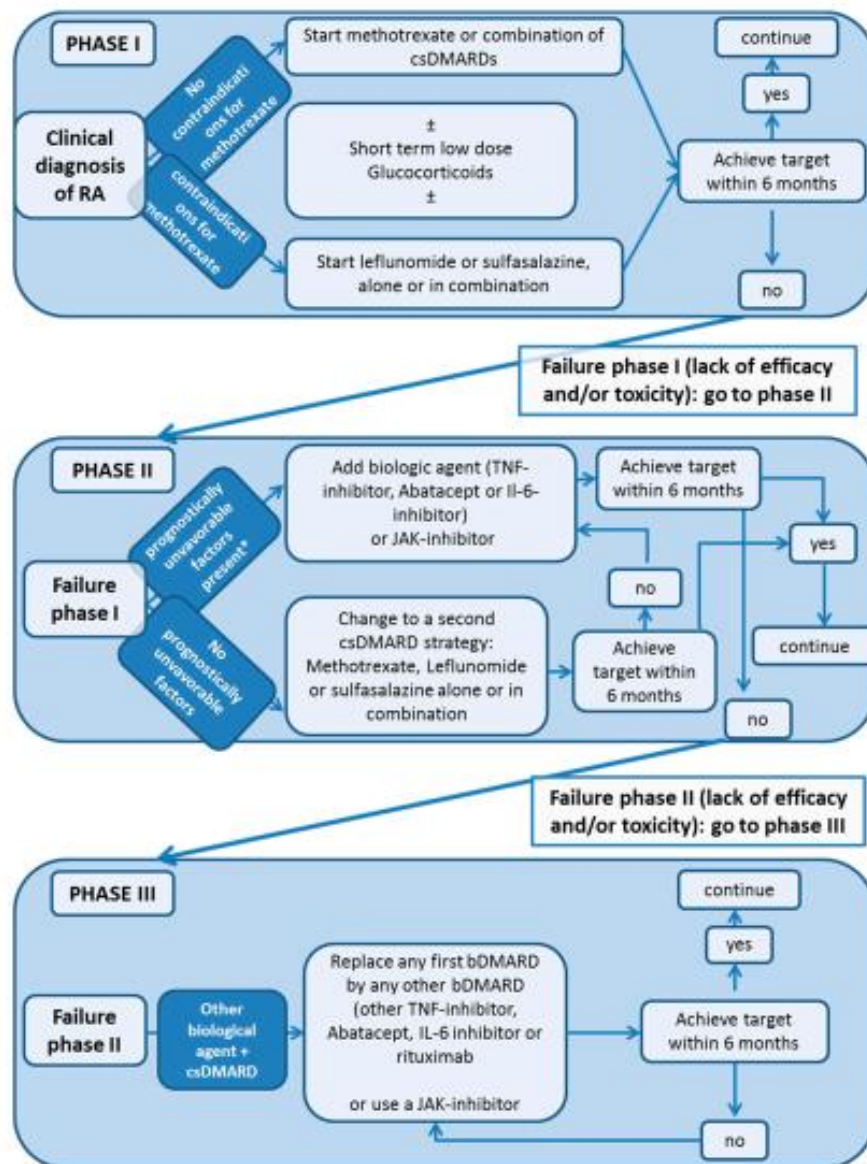 PHASE I
Clinical
diagnosis
of RA
No
contraindicati
ons for
methotrexate
contraindicati
ons for
methotrexate
Start methotrexate or combination of
csDMARDs
±
Short term low dose
Glucocorticoids
±
Start leflunomide or sulfasalazine,
alone or in combination
continue
yes
Achieve target
within 6 months
no
Failure phase I (lack of efficacy
and/or toxicity): go to phase II
PHASE II
Failure
phase I
prognostically
unvavorable
factors
present*
No
prognostically
unvavorable
factors
Add biologic agent (TNF-
inhibitor, Abatacept or Il-6-
inhibitor)
or JAK-inhibitor
Change to a second
csDMARD strategy:
Methotrexate, Leflunomide
or sulfasalazine alone or in
combination
Achieve target
within 6 months
no
Achieve
target within
6 months
yes
continue
no
Failure phase II (lack of efficacy
and/or toxicity): go to phase III
PHASE III
Failure
phase II
Other
biological
agent +
csDMARD
Replace any first bDMARD
by any other bDMARD
(other TNF-inhibitor,
Abatacept, IL-6 inhibitor or
rituximab
or use a JAK-inhibitor
continue
yes
Achieve target
within 6 months
no